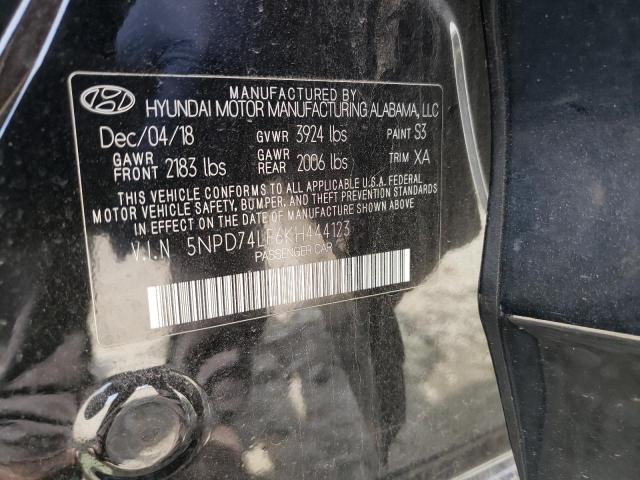 MANUFACTURED BY
HYUNDAI MOTOR MANUFACTURING ALABAMA, LLC
Dec/04/18 GVWR 3924 lbs PAINT S3
GAWR FRONT 2183 lbs GAWR REAR 2006 lbs TRIM XA
THIS VEHICLE CONFORMS TO ALL APPLICABLE U.S.A. FEDERAL
MOTOR VEHICLE SAFETY, BUMPER, AND THEFT PREVENTION STANDARDS
IN EFFECT ON THE DATE OF MANUFACTURE SHOWN ABOVE.
V.I.N 5NPD74LF6KH444123
PASSENGER CAR